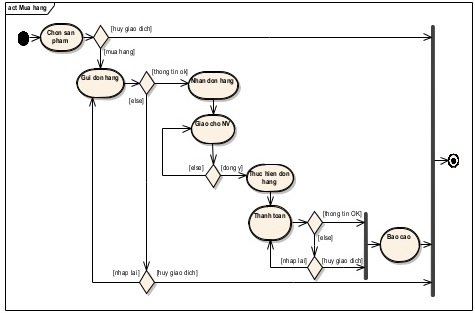 act Mua hang
[huy giao dich]
Chon san
pham
[mua hang]
Gui don hang
[thong tin ok]
Nhan don hang
[else]
Giao cho NV
[else]
[dong y]
Thuc hien don
hang
Thanh toan
[thong tin OK]
[else]
Bao cao
[nhap lai]
[huy giao dich]
[nhap lai]
[huy giao dich]